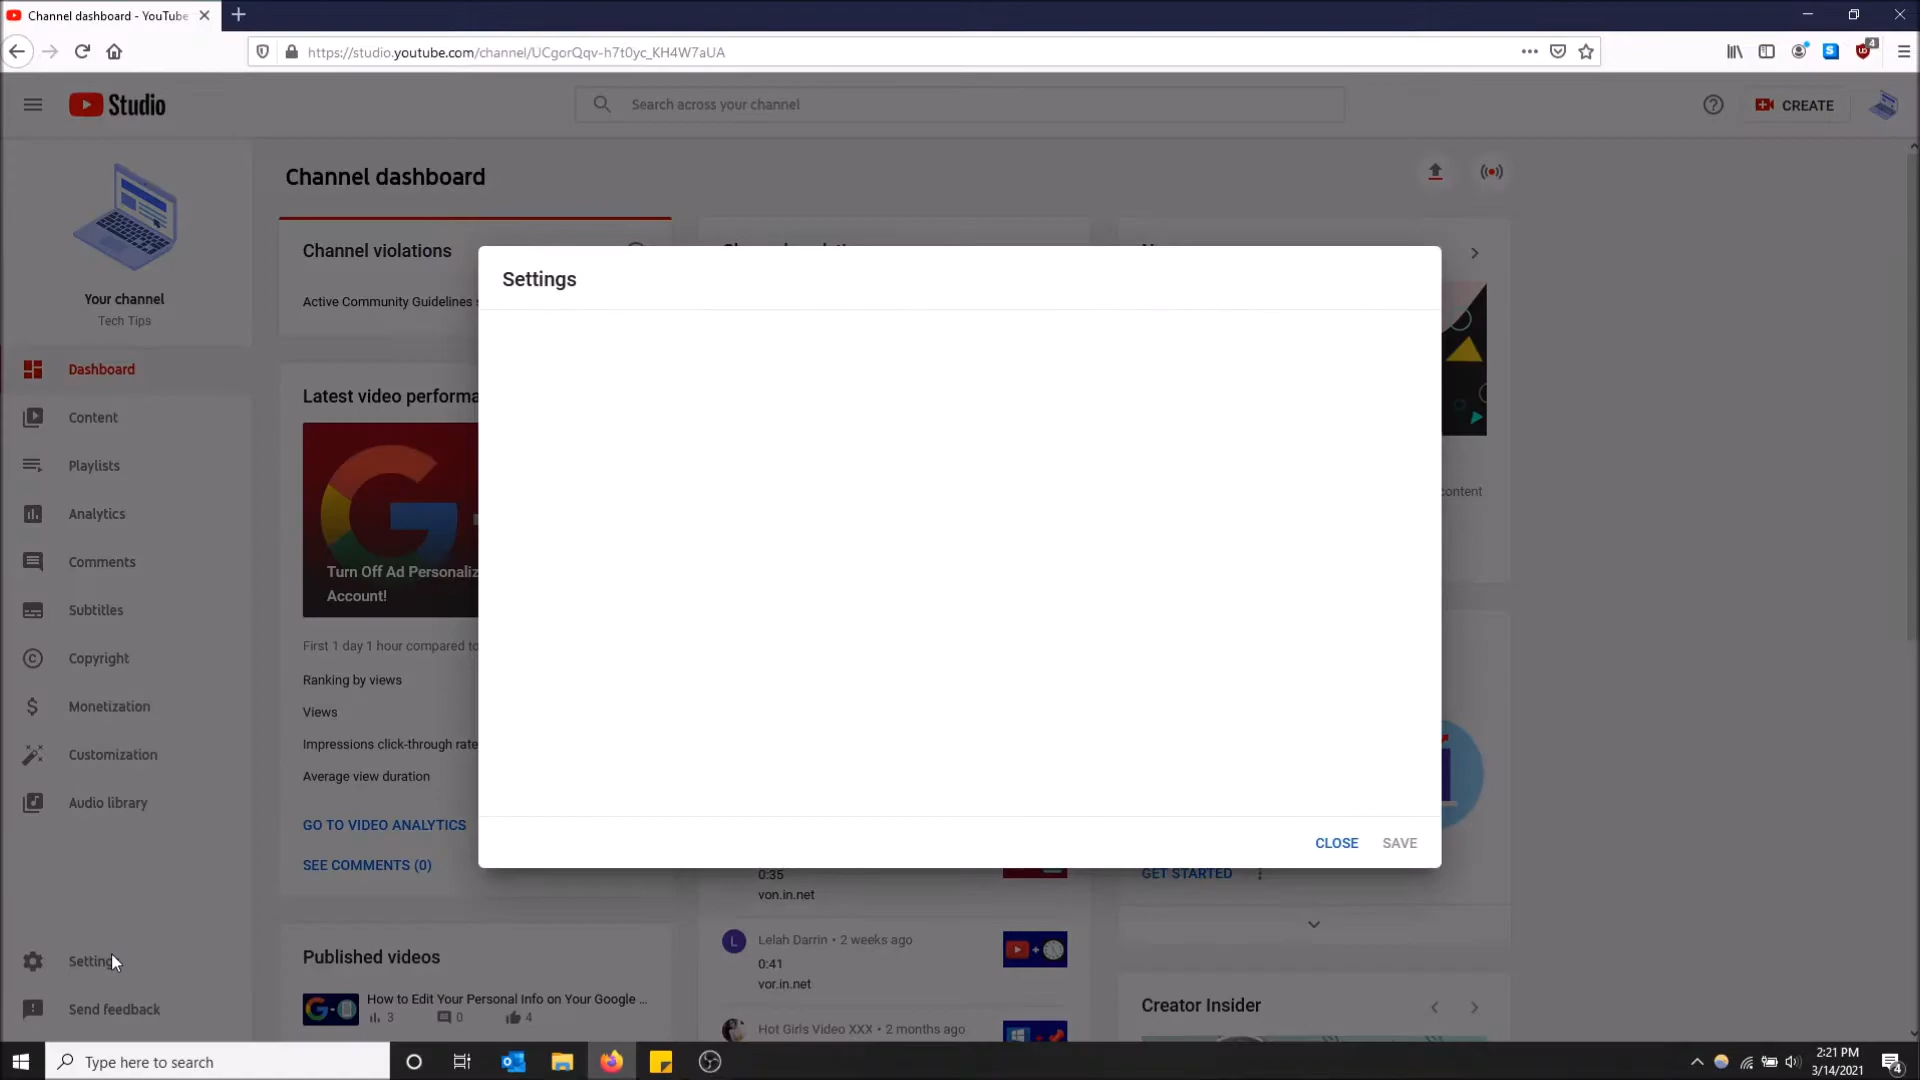 Channel dashboard - YouTube
https://studio.youtube.com/channel/UCgorQqv-h7t0yc_KH4W7aUA
4
Studio
Search across your channel
CREATE
Channel dashboard
Your channel
Tech Tips
Dashboard
Content
Playlists
Analytics
Comments
Subtitles
Copyright
Monetization
Customization
Audio library
Settings
Send feedback
Channel violations
Active Community Guidelines
Latest video performa
Turn Off Ad Personaliz
Account!
First 1 day 1 hour compared to
Ranking by views
Views
Impressions click-through rate
Average view duration
GO TO VIDEO ANALYTICS
SEE COMMENTS (0)
Published videos
How to Edit Your Personal Info on Your Google ...
3 0 4
Settings
CLOSE SAVE
0:35
von.in.net
L
Lelah Darrin • 2 weeks ago
0:41
vor.in.net
Hot Girls Video XXX • 2 months ago
content
GET STARTED
Creator Insider
Type here to search
2:21 PM
3/14/2021
4